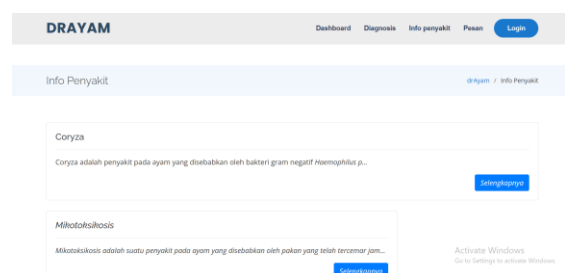 DRAYAM
Dashboard Diagnosis Info penyakit Pesan Login
Info Penyakit
drAyam / Info Penyakit
Coryza
Coryza adalah penyakit pada ayam yang disebabkan oleh bakteri gram negatif Haemophilus p...
Selengkapnya
Mikotoksikosis
Mikotoksikosis adalah suatu penyakit pada ayam yang disebabkan oleh pakan yang telah tercemar jam...
Selengkapnya
Activate Windows
Go to Settings to activate Windows